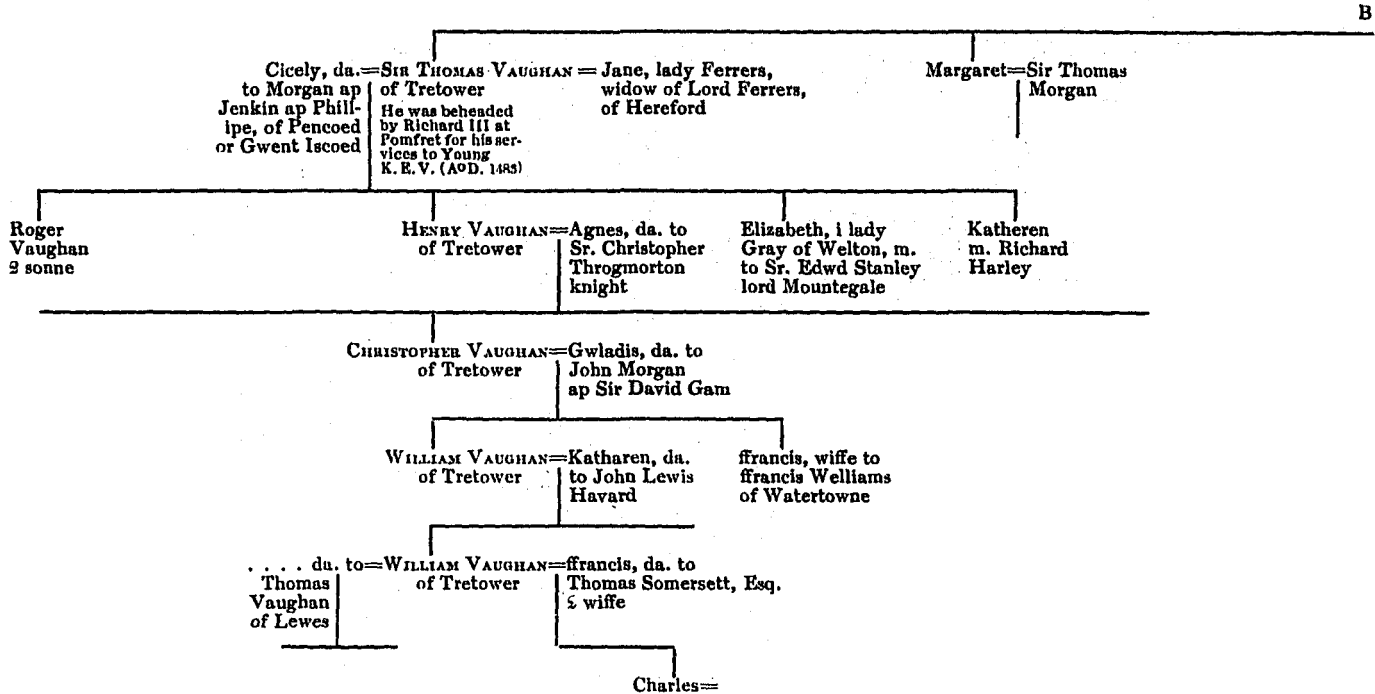 B
Cicely, da.=SIR THOMAS VAUGHAN = Jane, lady Ferrers,
to Morgan ap
Jenkin ap Phill-
ipe, of Pencoed
or Gwent Iscoed
of Tretower
He was beheaded
by Richard III at
Pomfret for his ser-
vices to Young
K. E. V. (AoD. 1483)
widow of Lord Ferrers,
of Hereford
Margaret=Sir Thomas
Morgan
Roger
Vaughan
2 sonne
HENRY VAUGHAN=Agnes, da. to
of Tretower
Sr. Christopher
Throgmorton
knight
Elizabeth, i lady
Gray of Welton, m.
to Sr. Edwd Stanley
lord Mountegale
Katheren
m. Richard
Harley
CHRISTOPHER VAUGHAN=Gwladis, da. to
of Tretower
John Morgan
ap Sir David Gam
WILLIAM VAUGHAN=Katharen, da.
of Tretower
to John Lewis
Havard
ffrancis, wiffe to
ffrancis Welliams
of Watertowne
. . . . da. to=WILLIAM VAUGHAN=ffrancis, da. to
Thomas
Vaughan
of Lewes
of Tretower
Thomas Somersett, Esq.
wiffe
Charles=